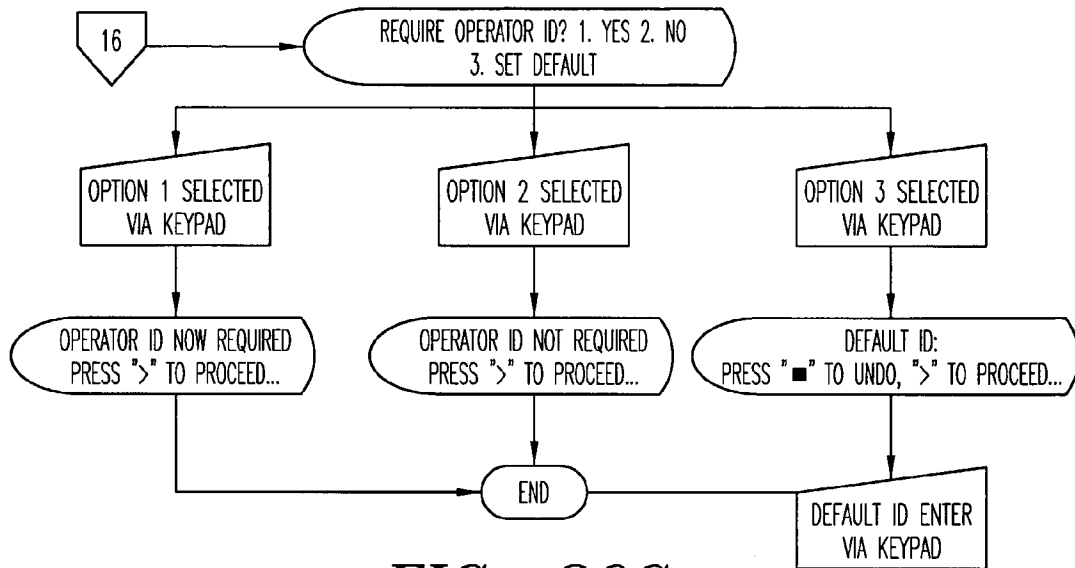 16
REQUIRE OPERATOR ID? 1. YES 2. NO
3. SET DEFAULT
OPTION 1 SELECTED
VIA KEYPAD
OPTION 2 SELECTED
VIA KEYPAD
OPTION 3 SELECTED
VIA KEYPAD
OPERATOR ID NOW REQUIRED
PRESS ">" TO PROCEED...
OPERATOR ID NOT REQUIRED
PRESS ">" TO PROCEED...
DEFAULT ID:
PRESS "■" TO UNDO, ">" TO PROCEED...
END
DEFAULT ID ENTER
VIA KEYPAD